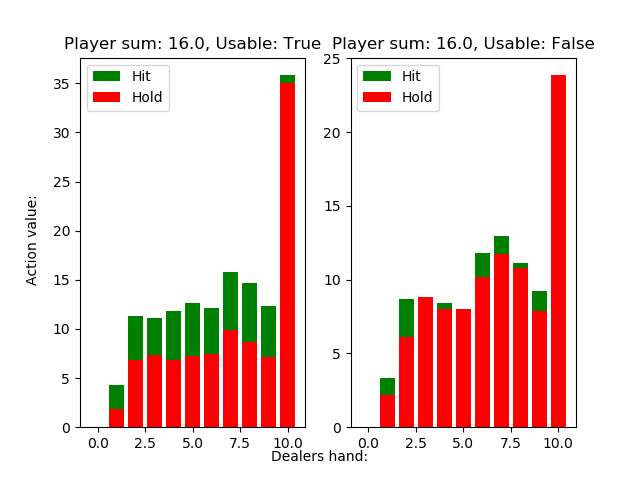 Player sum: 16.0, Usable: True
Player sum: 16.0, Usable: False
Hit
Hold
Hit
Hold
Action value:
35
30
25
20
15
10
5
0
25
20
15
10
5
0
0.0 2.5 5.0 7.5 10.0
0.0 2.5 5.0 7.5 10.0
Dealers hand: